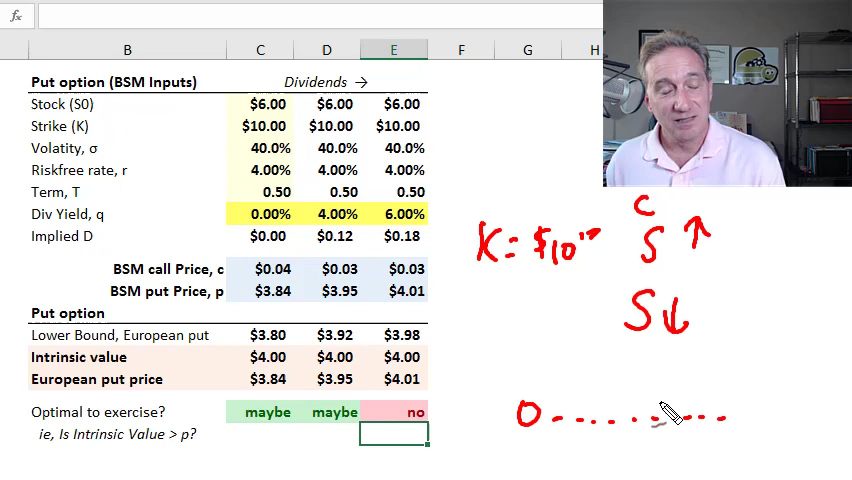 fx
B C D E F G H
Put option (BSM Inputs) Dividends →
Stock (S0) $6.00 $6.00 $6.00
Strike (K) $10.00 $10.00 $10.00
Volatity, σ 40.0% 40.0% 40.0%
Riskfree rate, r 4.00% 4.00% 4.00%
Term, T 0.50 0.50 0.50
Div Yield, q 0.00% 4.00% 6.00%
Implied D $0.00 $0.12 $0.18
BSM call Price, c $0.04 $0.03 $0.03
BSM put Price, p $3.84 $3.95 $4.01
Put option
Lower Bound, European put $3.80 $3.92 $3.98
Intrinsic value $4.00 $4.00 $4.00
European put price $3.84 $3.95 $4.01
Optimal to exercise? maybe maybe no
ie, Is Intrinsic Value > p?
C
K = $10 S ↑
S ↓
0